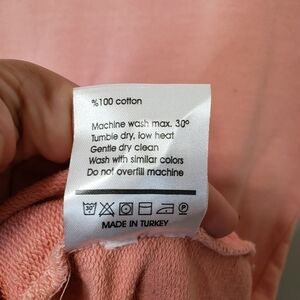 %100 cotton
Machine wash max. 30º
Tumble dry, low heat
Gentle dry clean
Wash with similar colors
Do not overfill machine
30°
P
MADE IN TURKEY